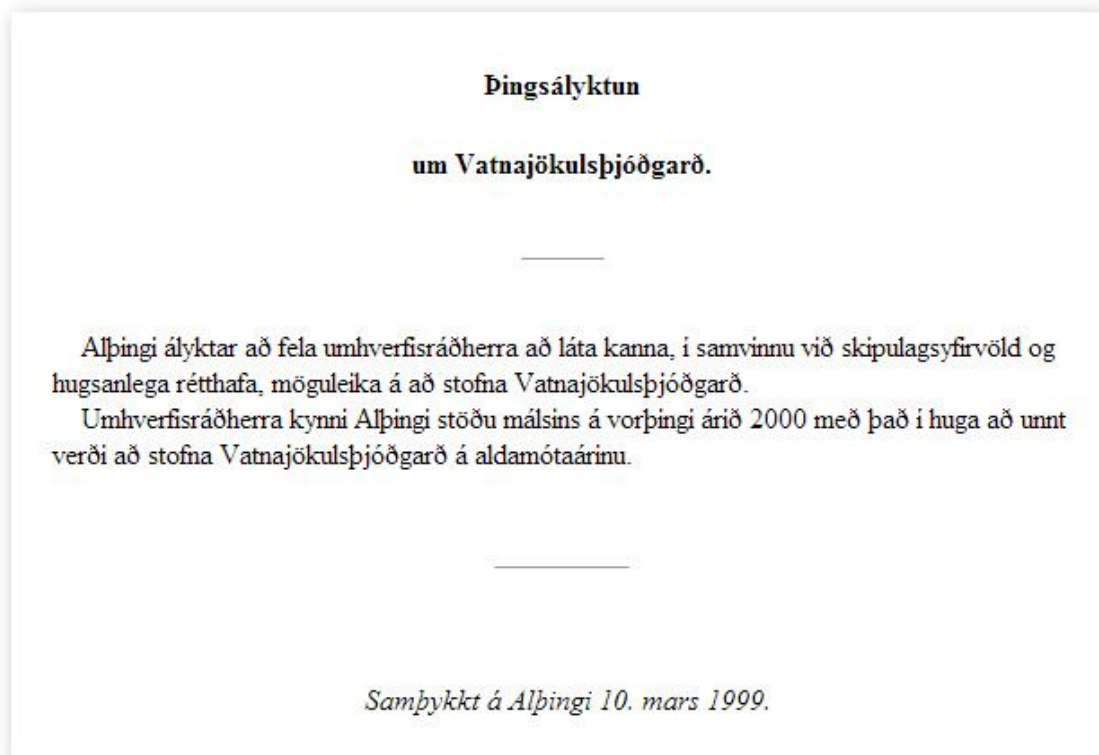 Þingsályktun
um Vatnajökulsþjóðgarð.
Alþingi ályktar að fela umhverfisráðherra að láta kanna, í samvinnu við skipulagsyfirvöld og
hugsanlega rétthafa, möguleika á að stofna Vatnajökulsþjóðgarð.
Umhverfisráðherra kynni Alþingi stöðu málsins á vorþingi árið 2000 með það í huga að unnt
verði að stofna Vatnajökulsþjóðgarð á aldamótaárinu.
Samþykkt á Alþingi 10. mars 1999.